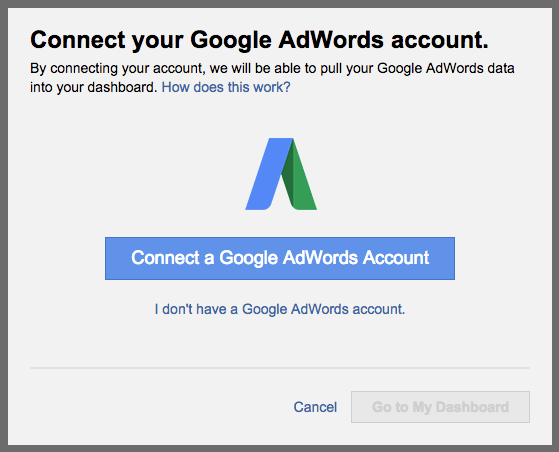 Connect your Google AdWords account.
By connecting your account, we will be able to pull your Google AdWords data
into your dashboard. How does this work?
Connect a Google AdWords Account
I don't have a Google AdWords account.
Cancel
Go to My Dashboard